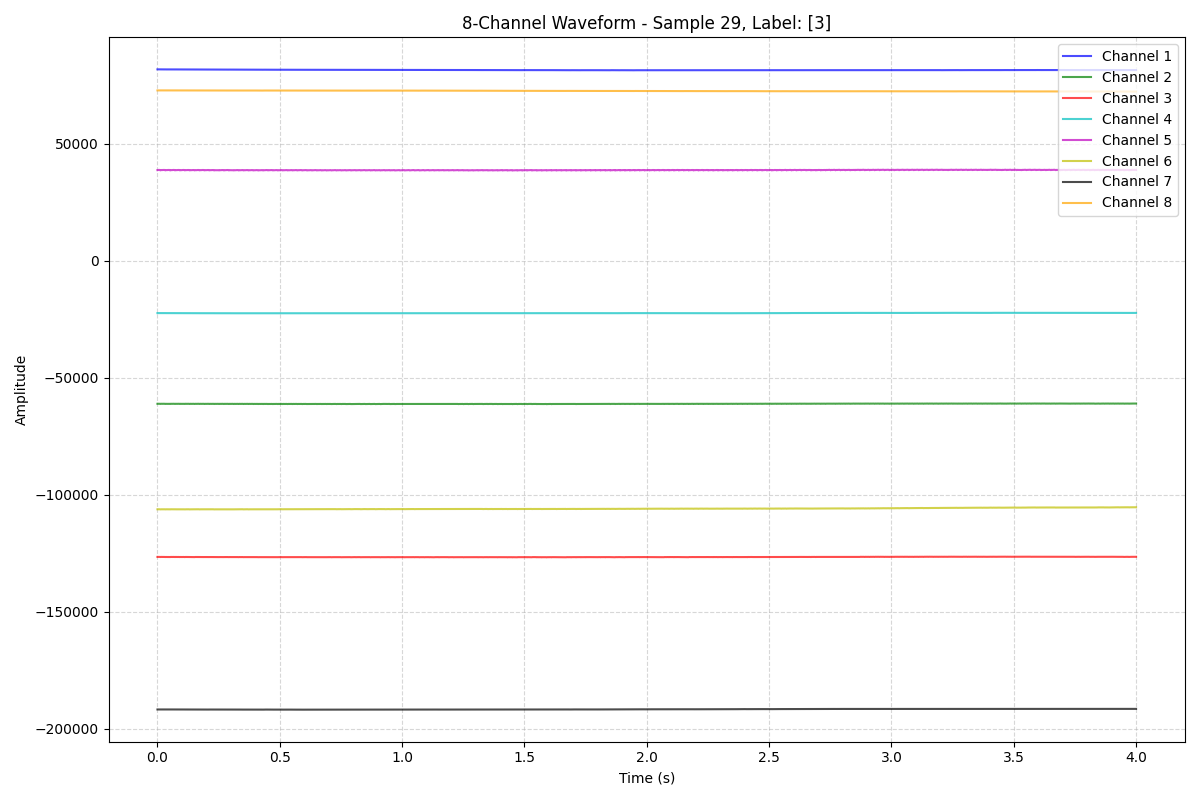 8-Channel Waveform - Sample 29, Label: [3]
Channel 1
Channel 2
Channel 3
Channel 4
Channel 5
Channel 6
Channel 7
Channel 8
Amplitude
50000
0
−50000
−100000
−150000
−200000
0.0 0.5 1.0 1.5 2.0 2.5 3.0 3.5 4.0
Time (s)